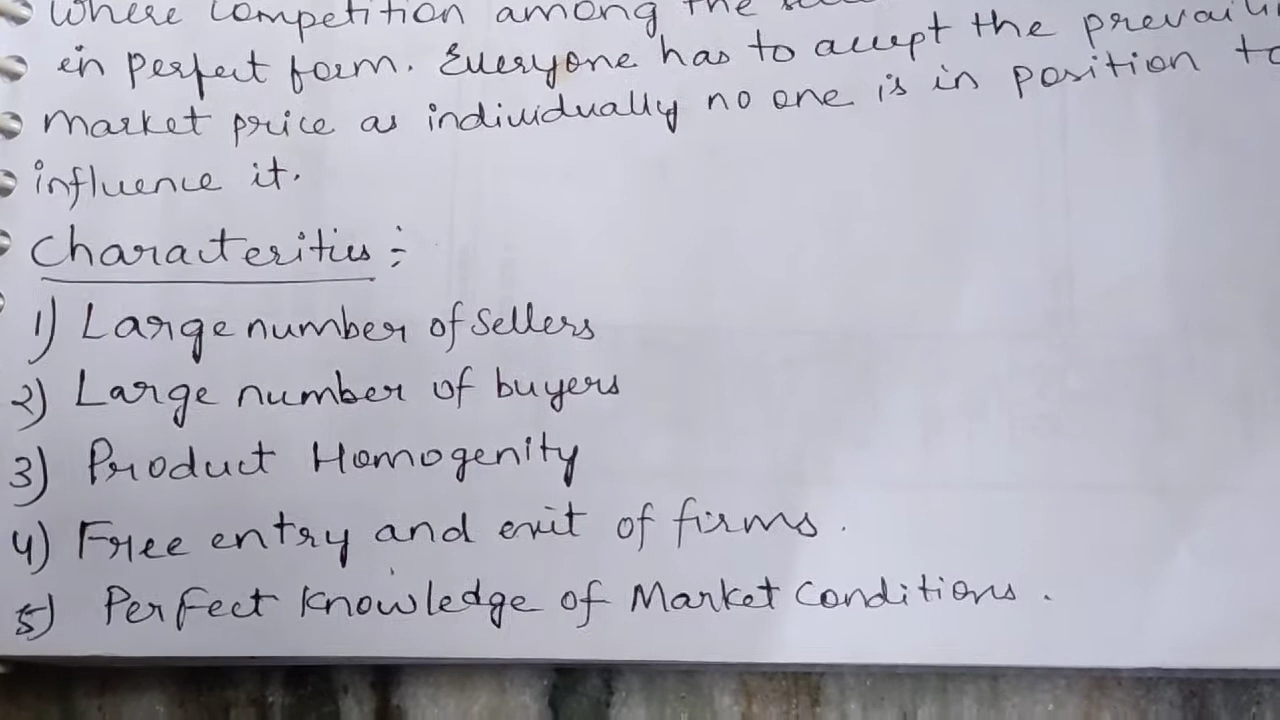 where competition among the
in perfect form. Everyone has to accept the
market price as individually no one is in position to
influence it.
Characterities :-
1) Large number of sellers
2) Large number of buyers
3) Product Homogenity
4) Free entry and exit of firms.
5) Perfect Knowledge of Market Conditions.